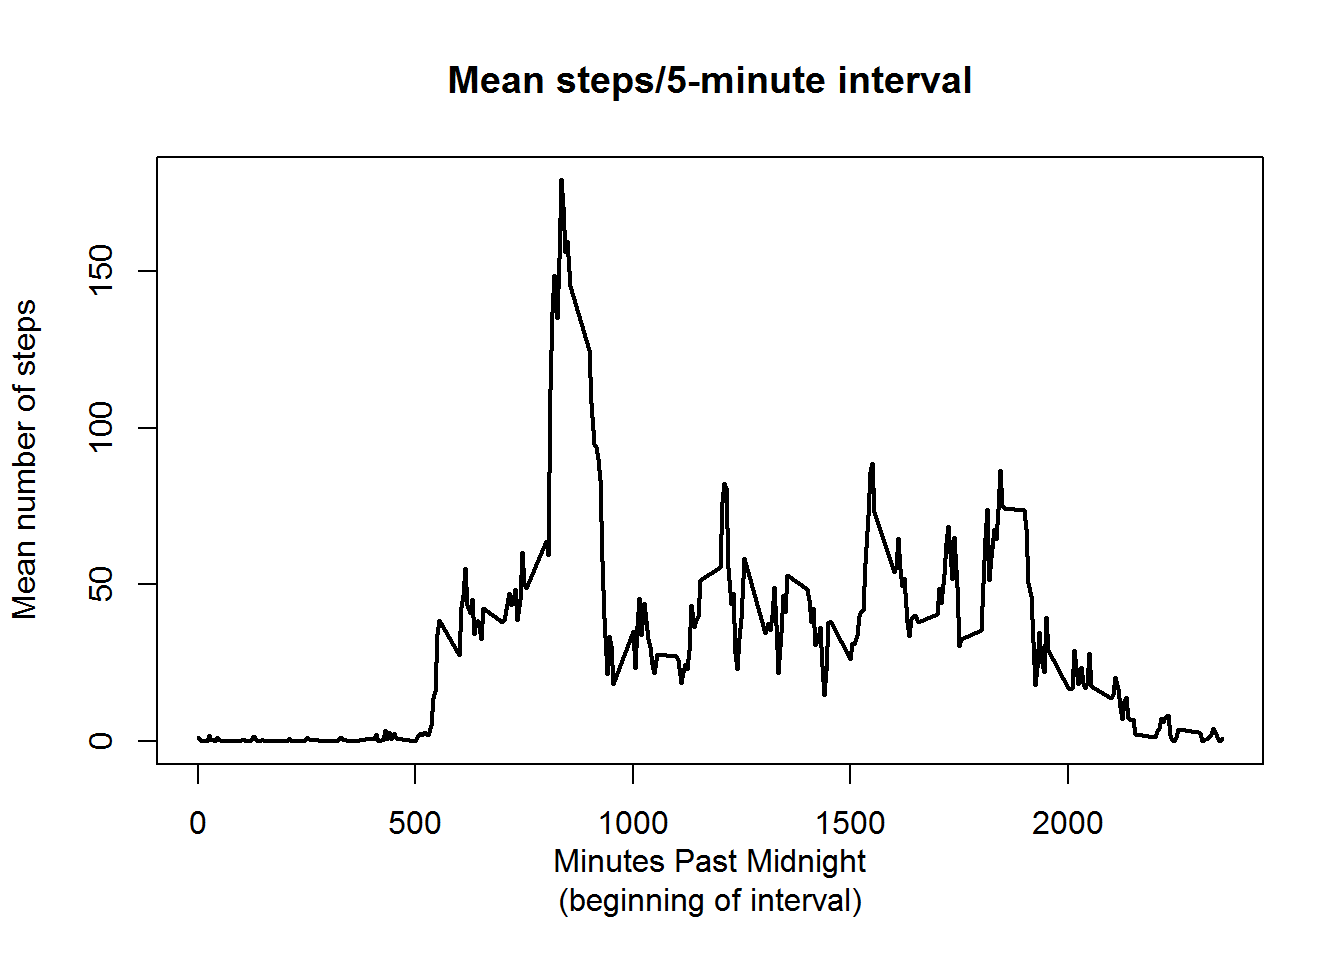 Mean steps/5-minute interval
Mean number of steps
150
100
50
0
0 500 1000 1500 2000
Minutes Past Midnight
(beginning of interval)